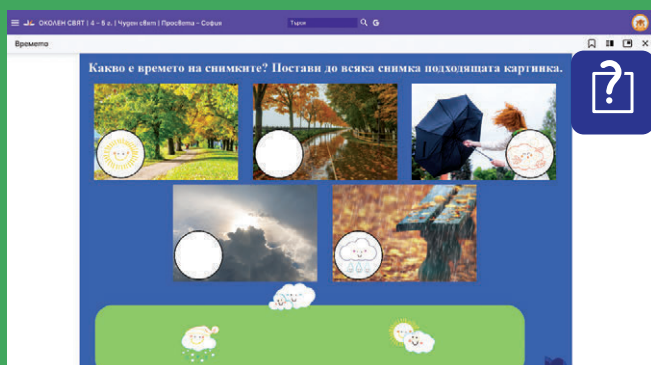 ОКОЛЕН СВЯТ | 4 – 5 г. | Чуден свят | Просвета – София
Търси
Времето
Какво е времето на снимките? Постави до всяка снимка подходящата картинка.